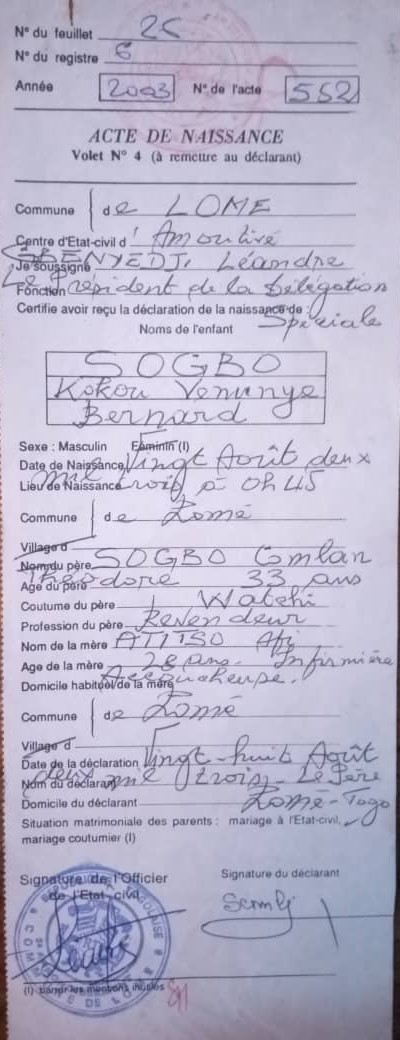 N° du feuillet 25
N° du registre 6
Année 2003 N° de l'acte 552
ACTE DE NAISSANCE
Volet N° 4 (à remettre au déclarant)
Commune de LOME
Centre d'Etat-civil d' Amoutivé
Je soussigné GBENYEDJI Léandre
Fonction Le Président de la Délégation
Certifie avoir reçu la déclaration de la naissance de : Spéciale
Noms de l'enfant
SOGBO
Kokou Venunye
Bernard
Sexe : Masculin Féminin (I)
Date de Naissance Vingt Août deux
Lieu de Naissance mil trois à 0h45
Commune de Lomé
Village d
Nom du père SOGBO Comlan
Age du père Théodore 33 ans
Coutume du père Watchi
Profession du père Revendeur
Nom de la mère ATITSO Afi
Age de la mère 28 ans - Infirmière
Domicile habituel de la mère Accoucheuse.
Commune de Lomé
Village d
Date de la déclaration Vingt-huit Août
Nom du déclarant deux mil trois - Le Père
Domicile du déclarant Lomé-Togo
Situation matrimoniale des parents : mariage à l'Etat-civil,
mariage coutumier (I)
Signature de l'Officier Signature du déclarant
de l'Etat-civil
(I) barrer les mentions inutiles